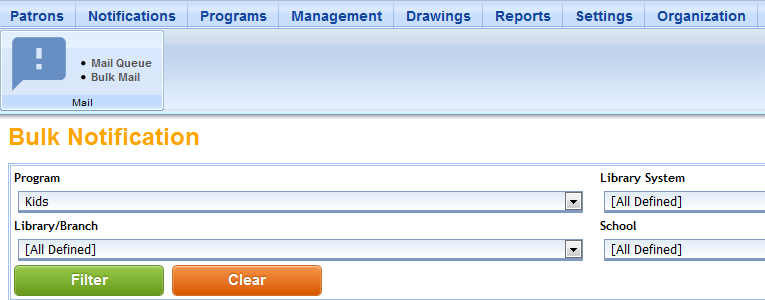 Patrons Notifications Programs Management Drawings Reports Settings Organization
• Mail Queue
• Bulk Mail
Mail
Bulk Notification
Program Library System
Kids [All Defined]
Library/Branch School
[All Defined] [All Defined]
Filter Clear